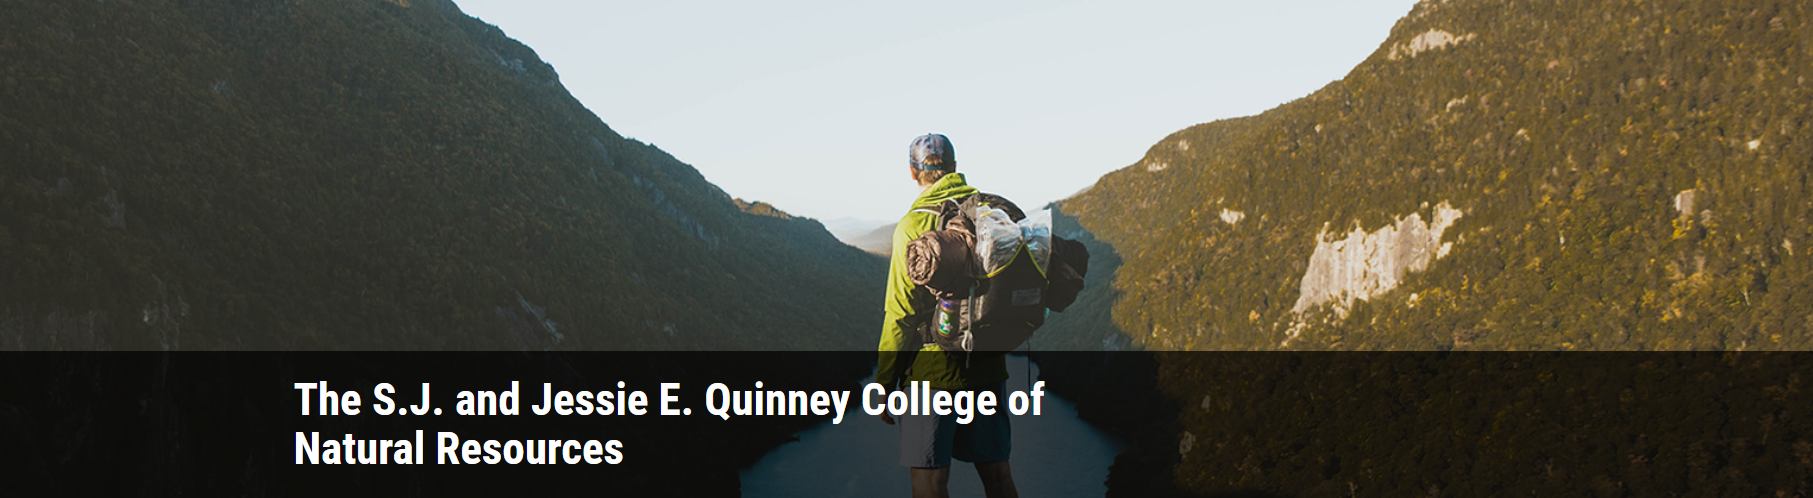 The S.J. and Jessie E. Quinney College of
Natural Resources